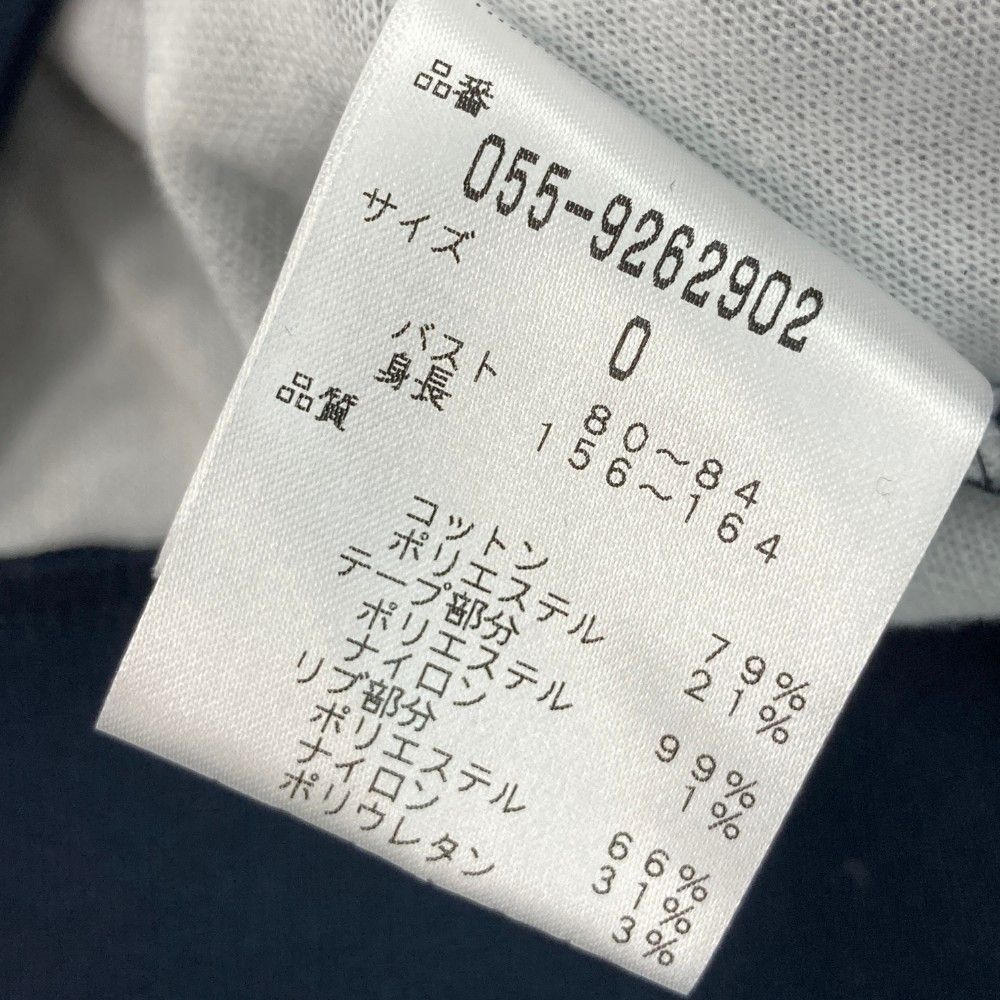 品番
055-9262902
サイズ
0
バスト 80～84
身長 156～164
品質
コットン 79%
ポリエステル 21%
テープ部分
ポリエステル 99%
ナイロン 1%
リブ部分
ポリエステル 66%
ナイロン 31%
ポリウレタン 3%